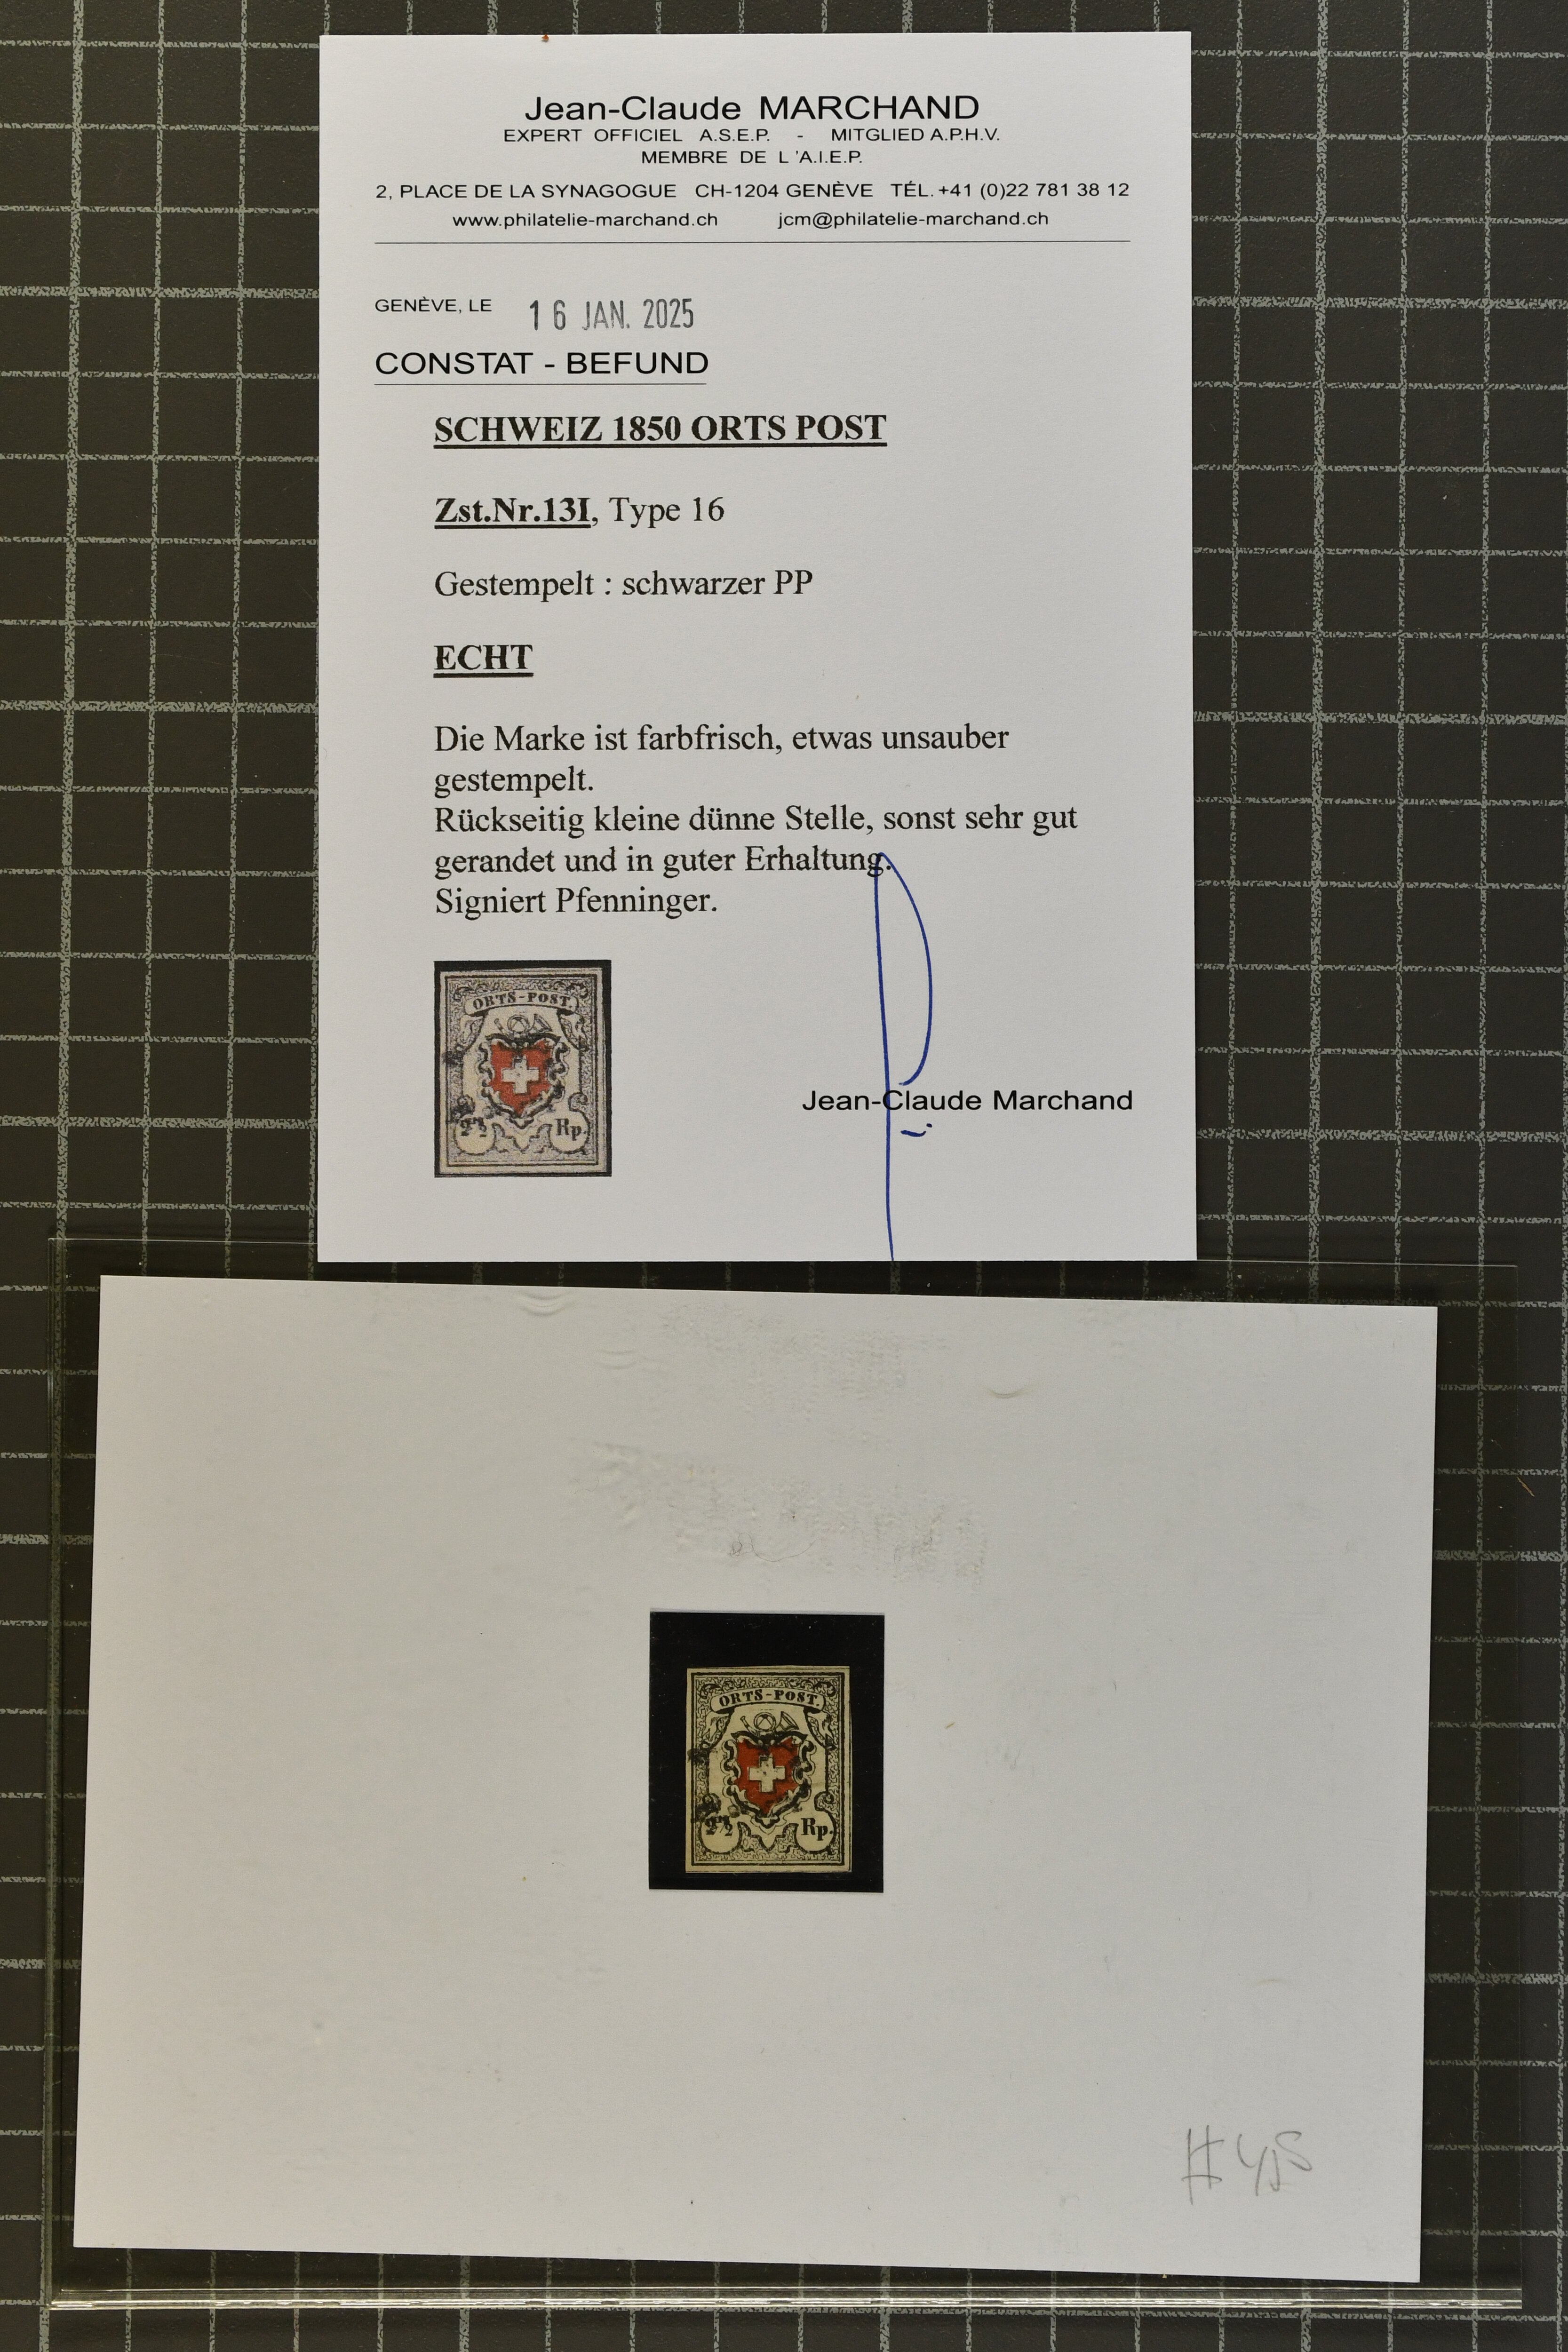 Jean-Claude MARCHAND
EXPERT OFFICIEL A.S.E.P. - MITGLIED A.P.H.V.
MEMBRE DE L'A.I.E.P.
2, PLACE DE LA SYNAGOGUE CH-1204 GENÈVE TÉL. +41 (0)22 781 38 12
www.philatelie-marchand.ch jcm@philatelie-marchand.ch
GENÈVE, LE 16 JAN. 2025
CONSTAT - BEFUND
SCHWEIZ 1850 ORTS POST
Zst.Nr.13I, Type 16
Gestempelt : schwarzer PP
ECHT
Die Marke ist farbfrisch, etwas unsauber
gestempelt.
Rückseitig kleine dünne Stelle, sonst sehr gut
gerandet und in guter Erhaltung.
Signiert Pfenninger.
ORTS-POST.
2½ Rp.
Jean-Claude Marchand
ORTS-POST.
2½ Rp.